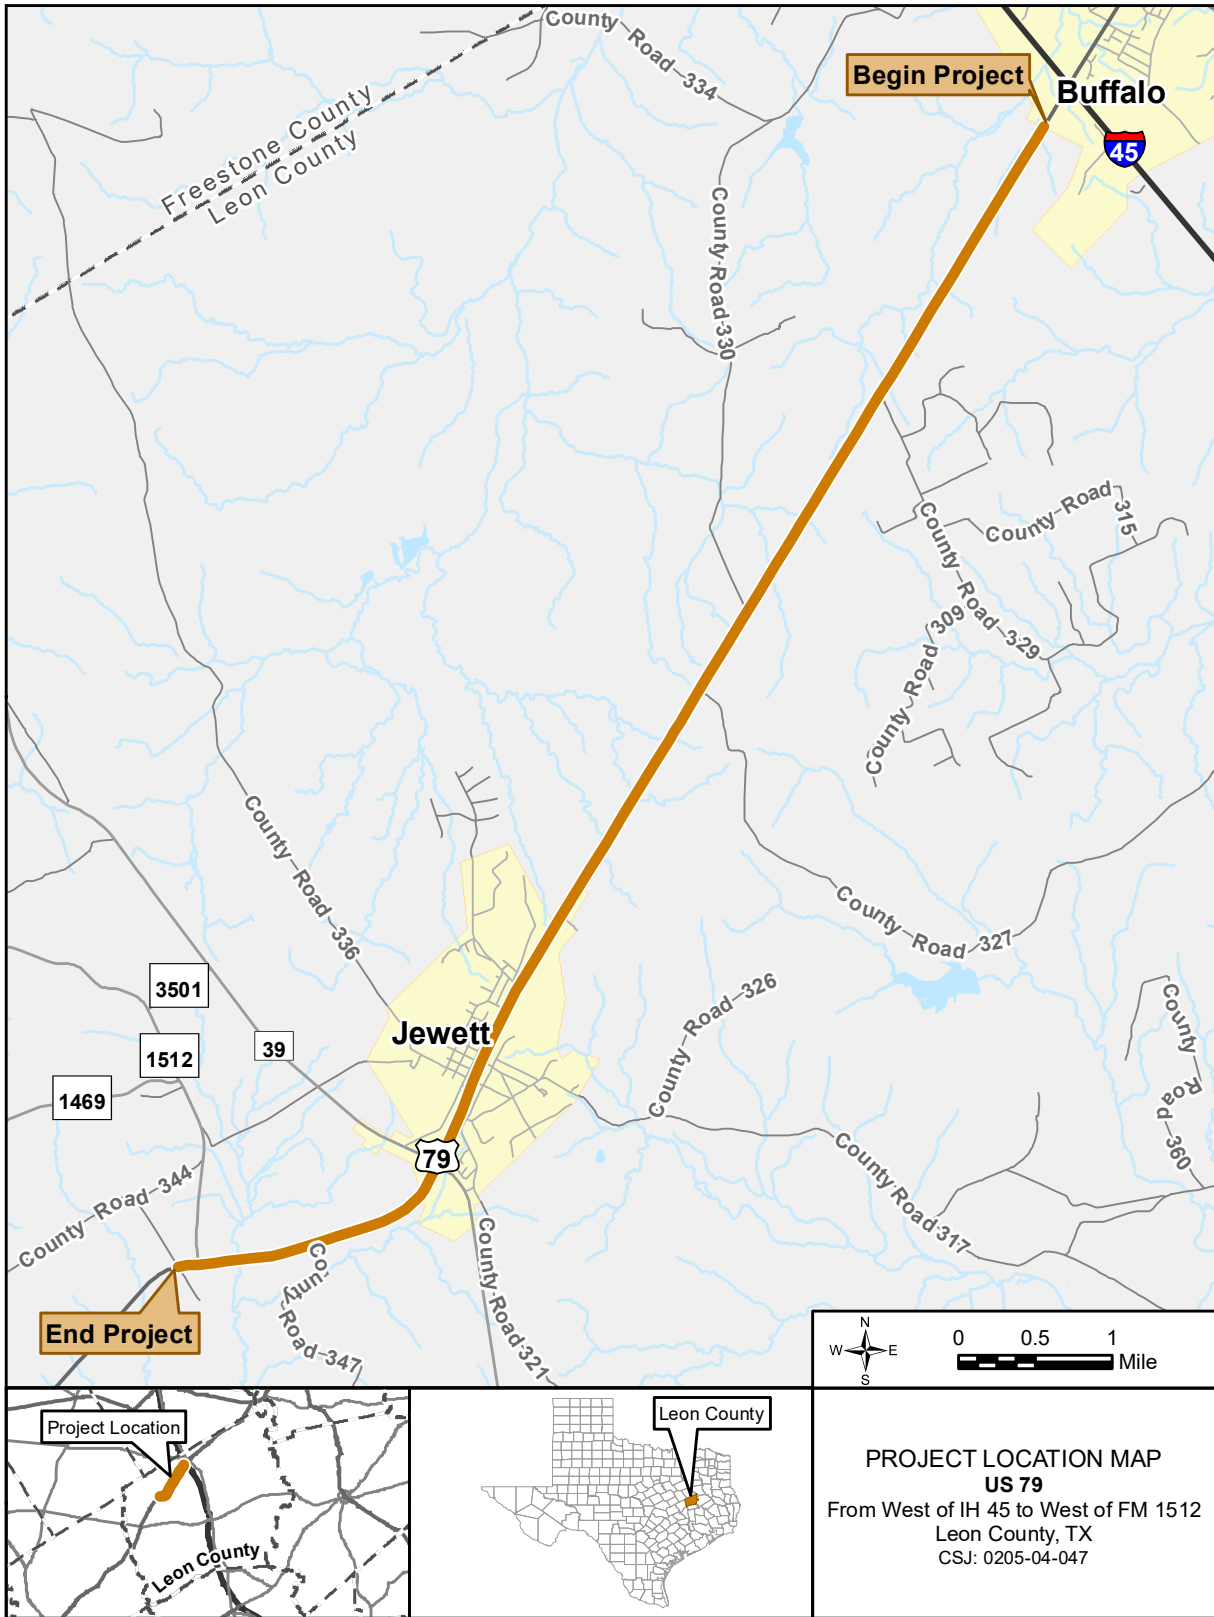 County Road 334
Begin Project
Buffalo
45
Freestone County
Leon County
County Road 330
County Road 315
County Road 329
County Road 309
County Road 336
County Road 327
County Road 326
County Road 360
3501
1512
39
1469
Jewett
79
County Road 317
County Road 344
County Road 347
County Road 321
End Project
N
W E
S
0 0.5 1
Mile
Project Location
Leon County
Leon County
PROJECT LOCATION MAP
US 79
From West of IH 45 to West of FM 1512
Leon County, TX
CSJ: 0205-04-047